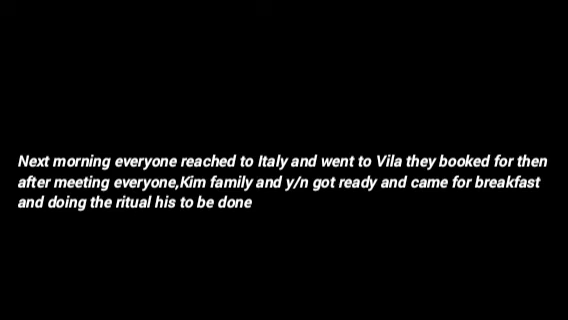 Next morning everyone reached to Italy and went to Vila they booked for then
after meeting everyone,Kim family and y/n got ready and came for breakfast
and doing the ritual his to be done